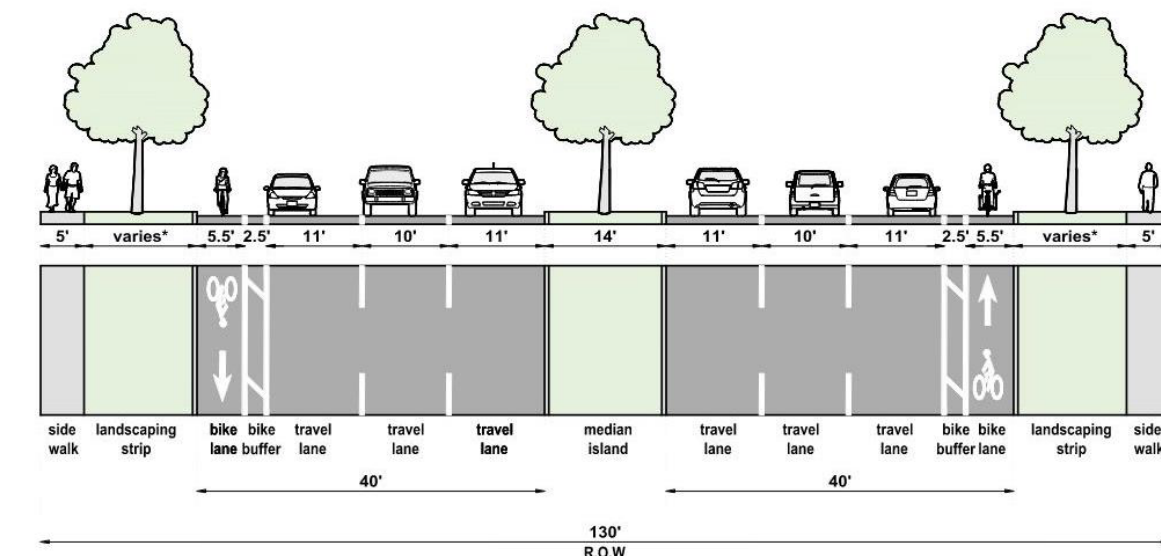 5' varies* 5.5' 2.5' 11' 10' 11' 14' 11' 10' 11' 2.5' 5.5' varies* 5'
side walk
landscaping strip
bike lane
bike buffer
travel lane
travel lane
travel lane
median island
travel lane
travel lane
travel lane
bike buffer
bike lane
landscaping strip
side walk
40' 40'
130'
R.O.W